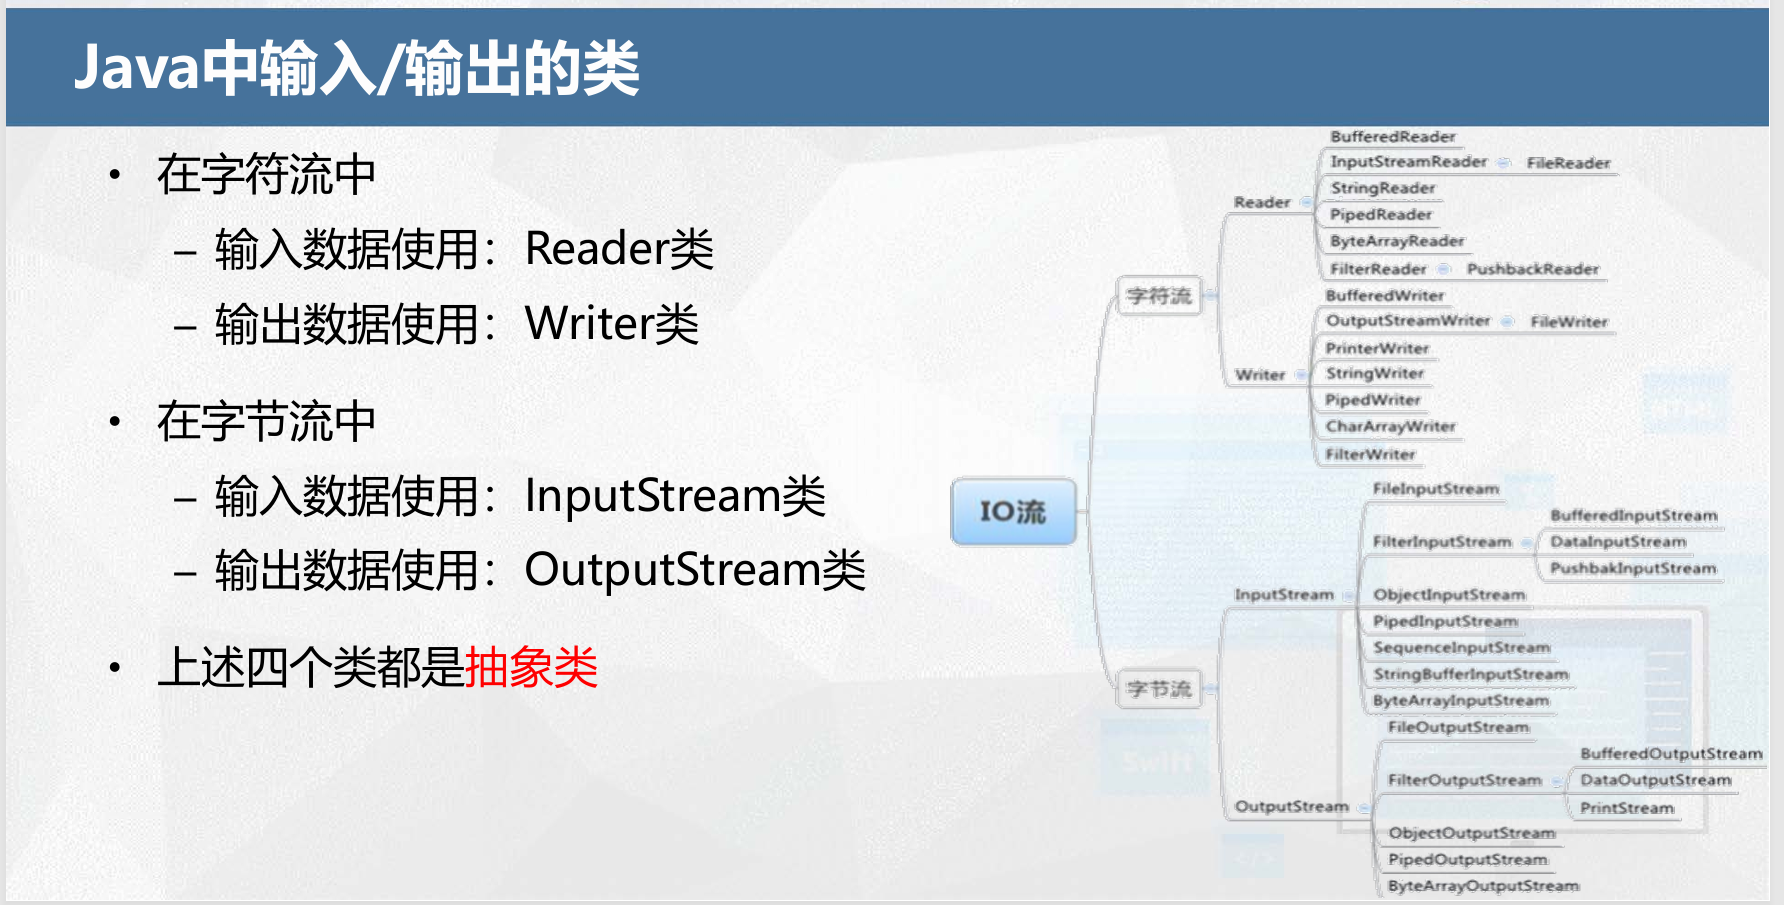 Java中输入/输出的类
• 在字符流中
– 输入数据使用：Reader类
– 输出数据使用：Writer类
• 在字节流中
– 输入数据使用：InputStream类
– 输出数据使用：OutputStream类
• 上述四个类都是抽象类
IO流
字符流
Reader
BufferedReader
InputStreamReader
FileReader
StringReader
PipedReader
ByteArrayReader
FilterReader
PushbackReader
Writer
BufferedWriter
OutputStreamWriter
FileWriter
PrinterWriter
StringWriter
PipedWriter
CharArrayWriter
FilterWriter
字节流
InputStream
FileInputStream
FilterInputStream
BufferedInputStream
DataInputStream
PushbakInputStream
ObjectInputStream
PipedInputStream
SequenceInputStream
StringBufferInputStream
ByteArrayInputStream
OutputStream
FileOutputStream
FilterOutputStream
BufferedOutputStream
DataOutputStream
PrintStream
ObjectOutputStream
PipedOutputStream
ByteArrayOutputStream
Swift